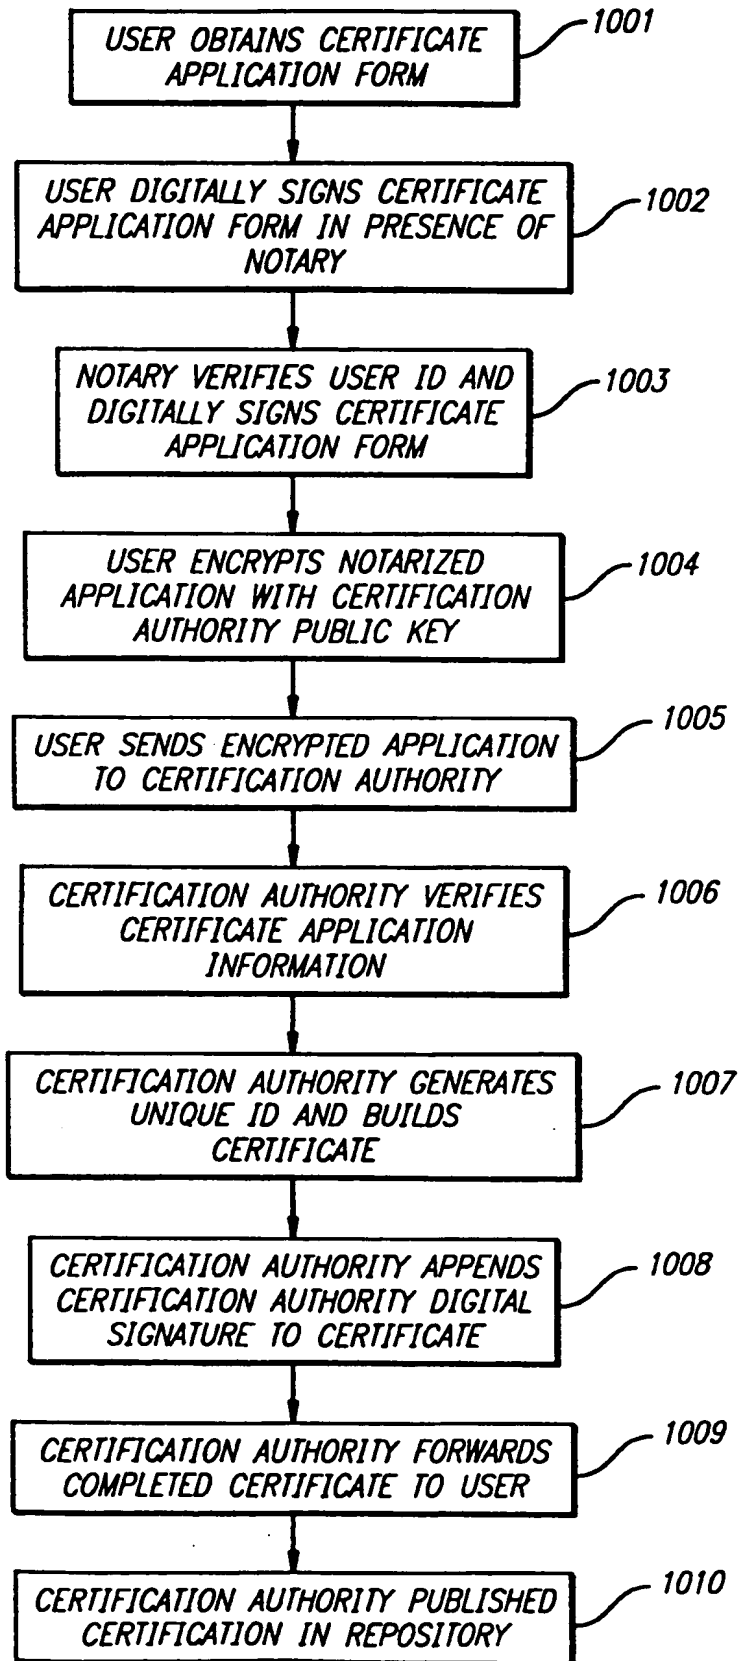 USER OBTAINS CERTIFICATE
APPLICATION FORM
1001
USER DIGITALLY SIGNS CERTIFICATE
APPLICATION FORM IN PRESENCE OF
NOTARY
1002
NOTARY VERIFIES USER ID AND
DIGITALLY SIGNS CERTIFICATE
APPLICATION FORM
1003
USER ENCRYPTS NOTARIZED
APPLICATION WITH CERTIFICATION
AUTHORITY PUBLIC KEY
1004
USER SENDS ENCRYPTED APPLICATION
TO CERTIFICATION AUTHORITY
1005
CERTIFICATION AUTHORITY VERIFIES
CERTIFICATE APPLICATION
INFORMATION
1006
CERTIFICATION AUTHORITY GENERATES
UNIQUE ID AND BUILDS
CERTIFICATE
1007
CERTIFICATION AUTHORITY APPENDS
CERTIFICATION AUTHORITY DIGITAL
SIGNATURE TO CERTIFICATE
1008
CERTIFICATION AUTHORITY FORWARDS
COMPLETED CERTIFICATE TO USER
1009
CERTIFICATION AUTHORITY PUBLISHED
CERTIFICATION IN REPOSITORY
1010